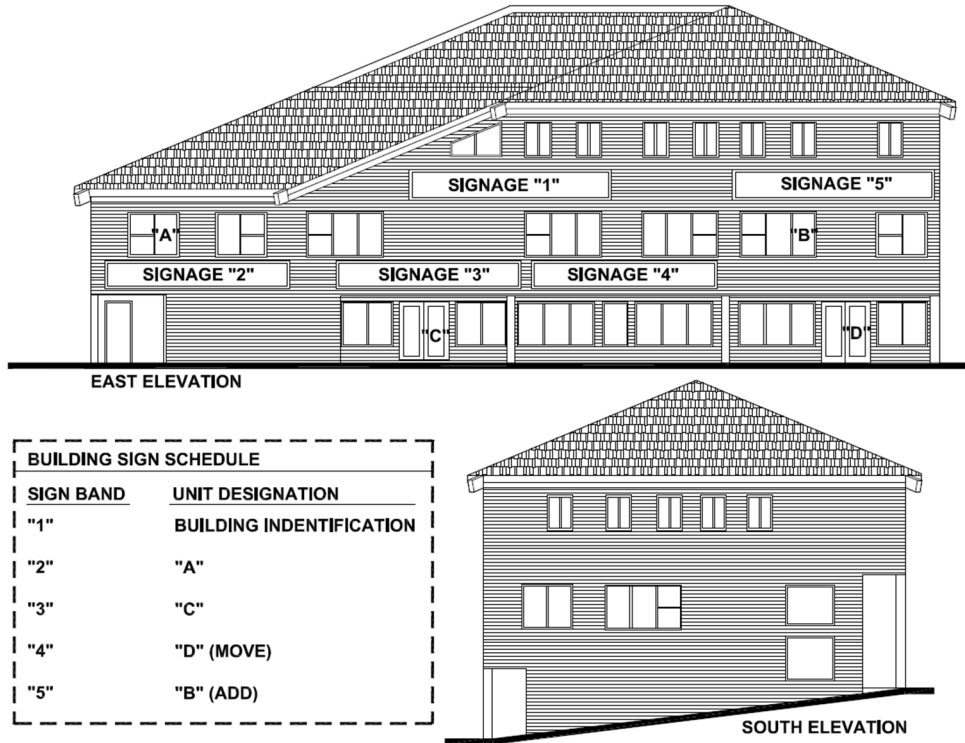 SIGNAGE "1"
SIGNAGE "5"
"A"
"B"
SIGNAGE "2"
SIGNAGE "3"
SIGNAGE "4"
"C"
"D"
EAST ELEVATION
BUILDING SIGN SCHEDULE
SIGN BAND UNIT DESIGNATION
"1" BUILDING INDENTIFICATION
"2" "A"
"3" "C"
"4" "D" (MOVE)
"5" "B" (ADD)
SOUTH ELEVATION